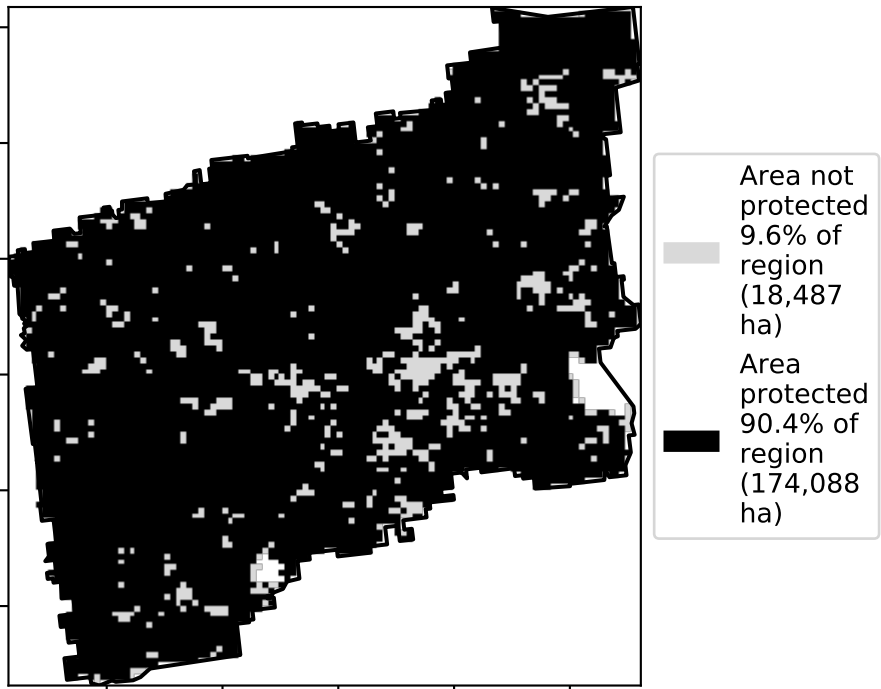 Area not
protected
9.6% of
region
(18,487
ha)
Area
protected
90.4% of
region
(174,088
ha)